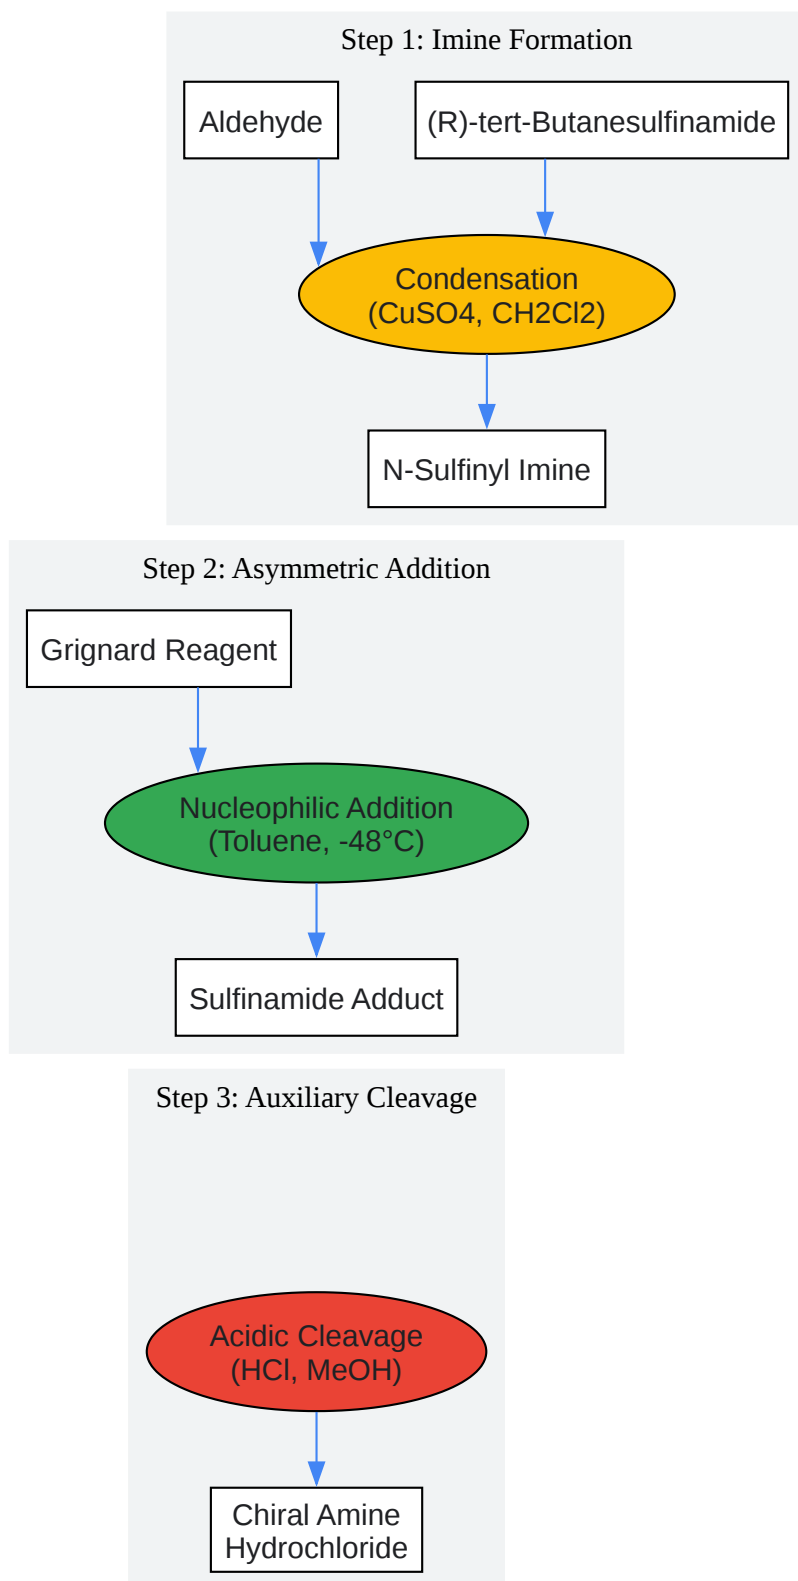 Step 1: Imine Formation
Aldehyde
(R)-tert-Butanesulfinamide
Condensation
(CuSO4, CH2Cl2)
N-Sulfinyl Imine
Step 2: Asymmetric Addition
Grignard Reagent
Nucleophilic Addition
(Toluene, -48°C)
Sulfinamide Adduct
Step 3: Auxiliary Cleavage
Acidic Cleavage
(HCl, MeOH)
Chiral Amine
Hydrochloride